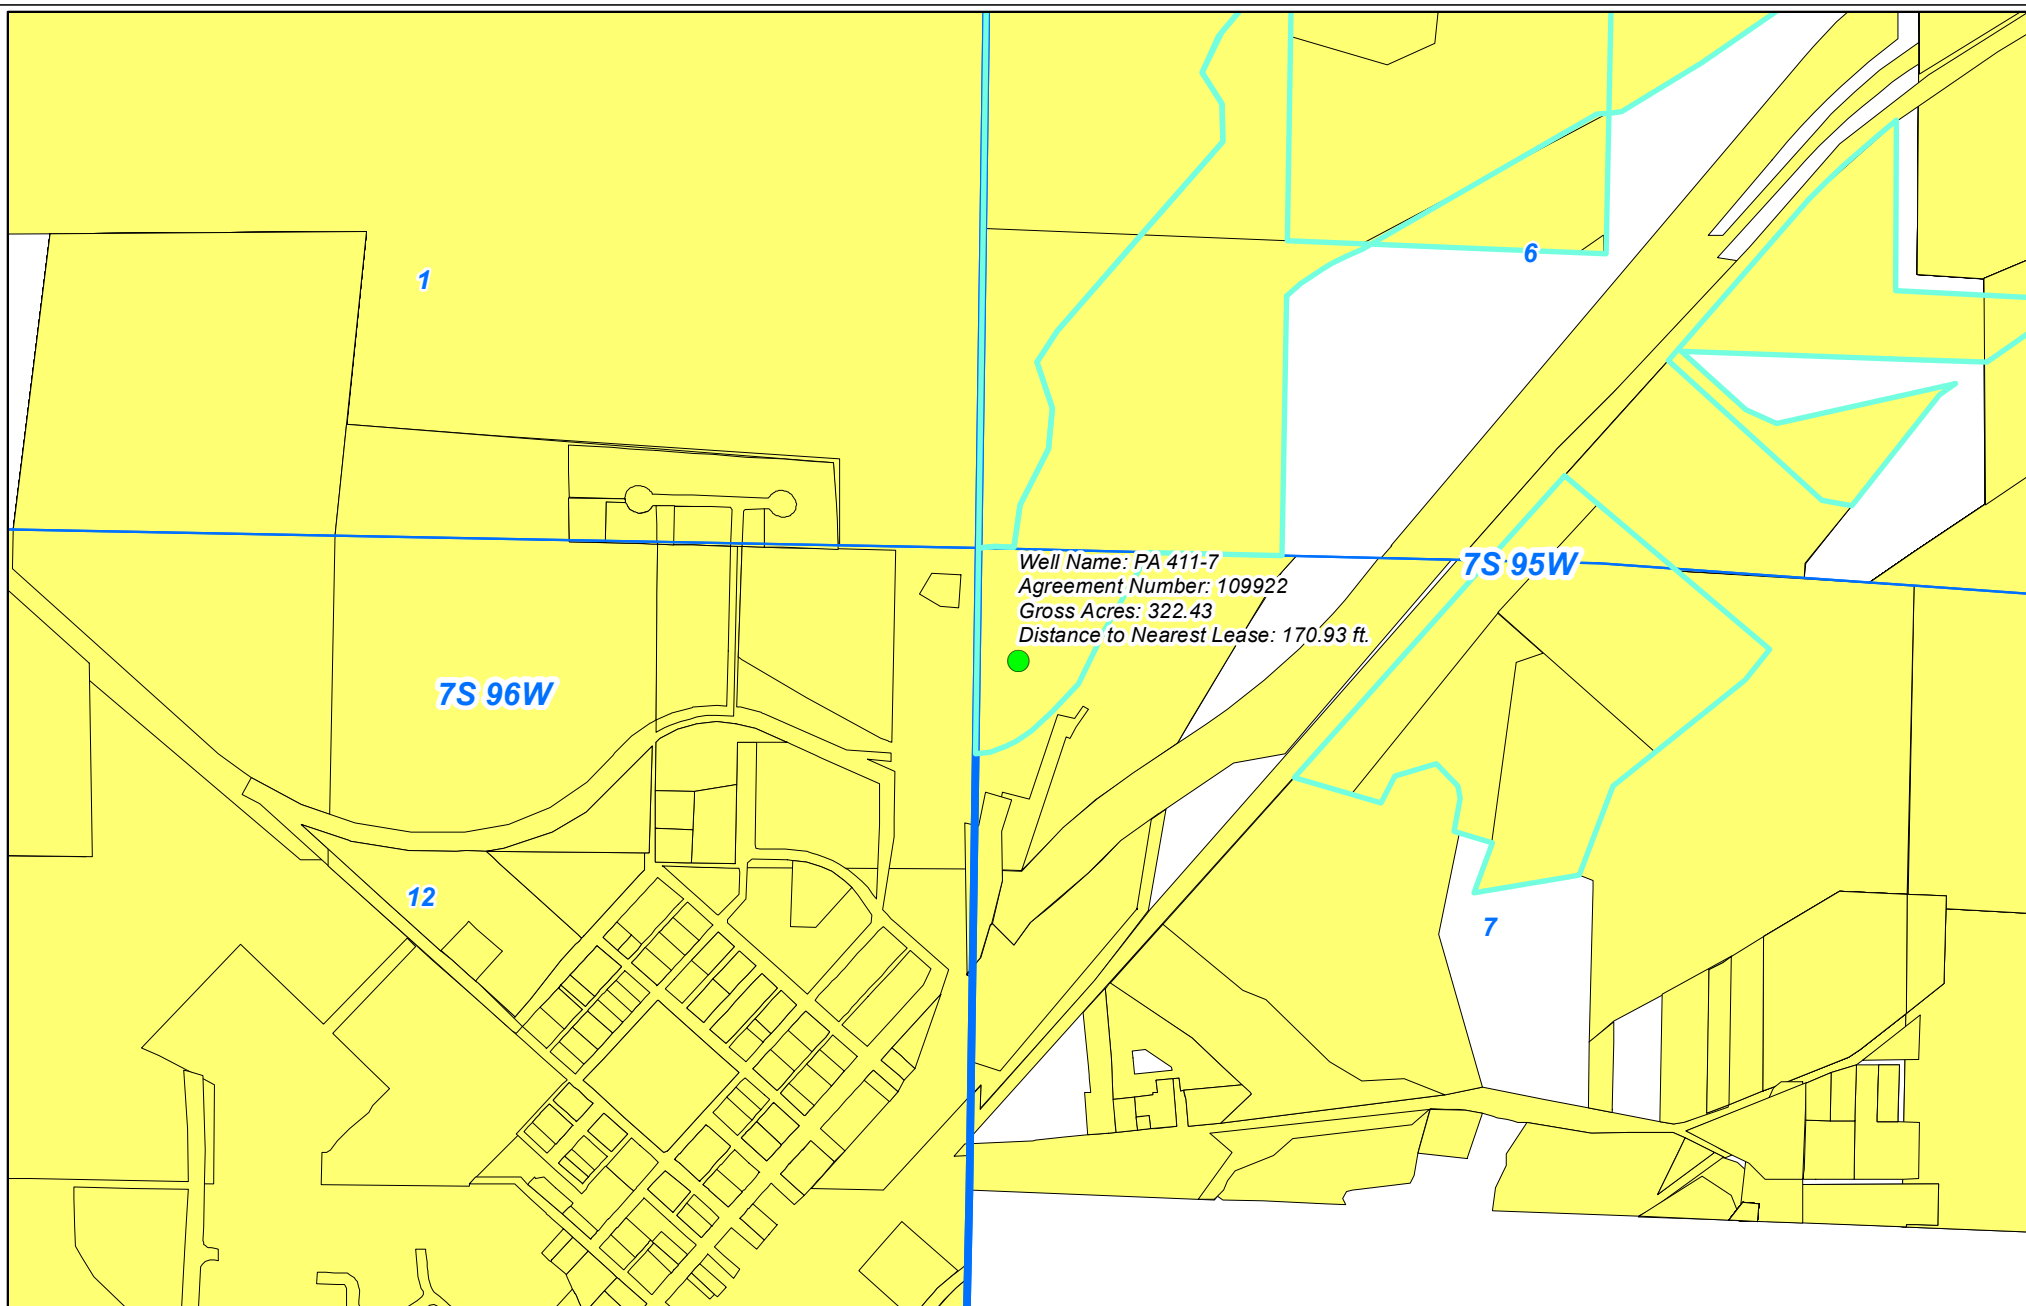 6
1
Well Name: PA 411-7
Agreement Number: 109922
Gross Acres: 322.43
Distance to Nearest Lease: 170.93 ft.
7S 95W
7S 96W
12
7